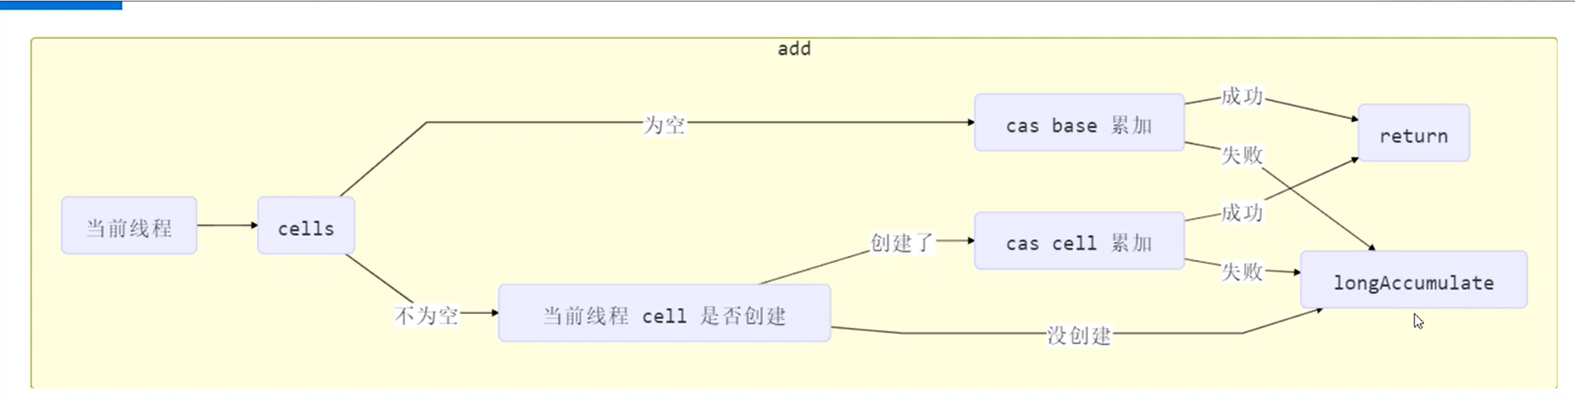 add
当前线程
cells
为空
不为空
当前线程 cell 是否创建
创建了
没创建
cas base 累加
成功
失败
cas cell 累加
成功
失败
return
longAccumulate